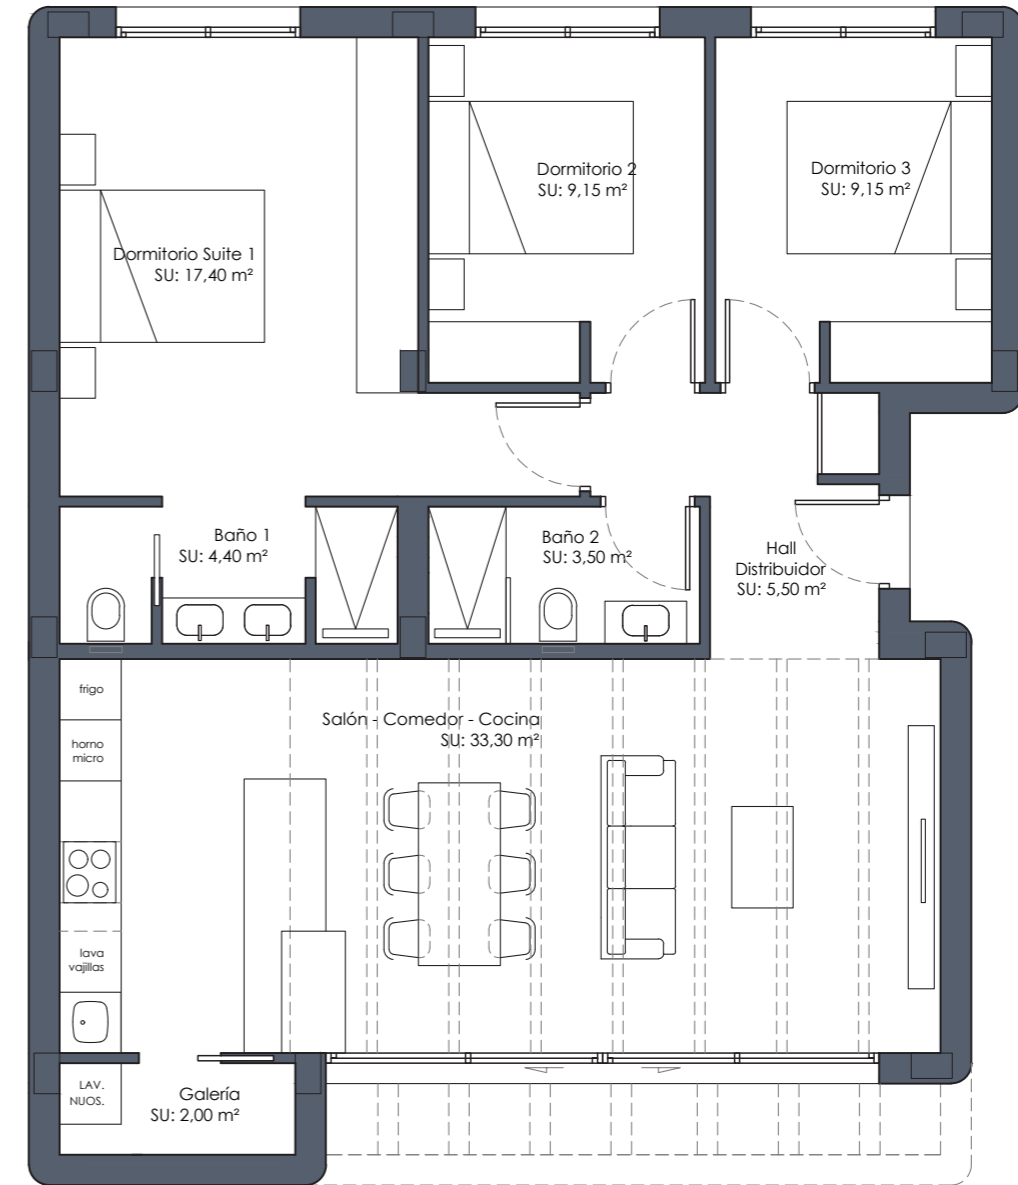 Dormitorio 2
SU: 9,15 m²
Dormitorio 3
SU: 9,15 m²
Dormitorio Suite 1
SU: 17,40 m²
Baño 1
SU: 4,40 m²
Baño 2
SU: 3,50 m²
Hall
Distribuidor
SU: 5,50 m²
frigo
horno
micro
Salón - Comedor - Cocina
SU: 33,30 m²
lava
vajillas
LAV.
NUOS.
Galería
SU: 2,00 m²